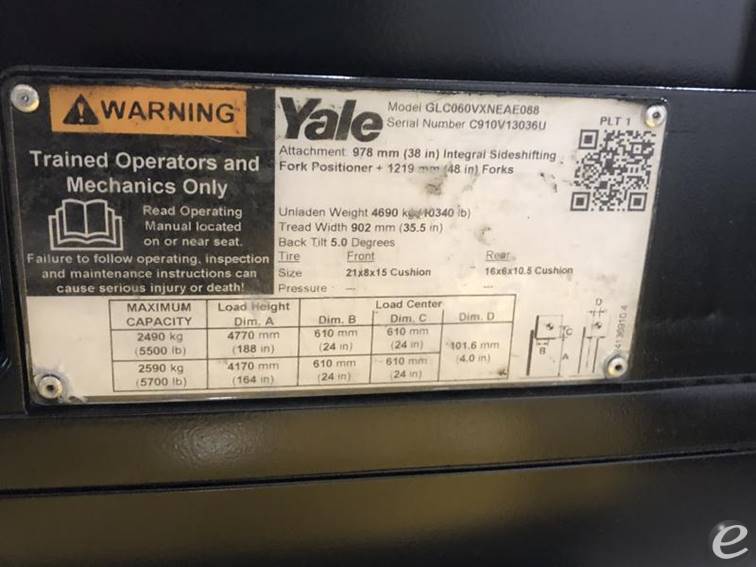 WARNING
Trained Operators and
Mechanics Only
Read Operating
Manual located
on or near seat.
Failure to follow operating, inspection
and maintenance instructions can
cause serious injury or death!
Yale
Model GLC060VXNEAE088
Serial Number C910V13036U
PLT 1
Attachment 978 mm (38 in) Integral Sideshifting
Fork Positioner + 1219 mm (48 in) Forks
Unladen Weight 4690 kg (10340 lb)
Tread Width 902 mm (35.5 in)
Back Tilt 5.0 Degrees
Tire Front Rear
Size 21x8x15 Cushion 16x6x10.5 Cushion
Pressure --- ---
MAXIMUM CAPACITY Load Height Dim. A Load Center Dim. B Dim. C Dim. D
2490 kg 4770 mm 610 mm 610 mm 101.6 mm
(5500 lb) (188 in) (24 in) (24 in) (4.0 in)
2590 kg 4170 mm 610 mm 610 mm
(5700 lb) (164 in) (24 in) (24 in)
D
C
B
A
e